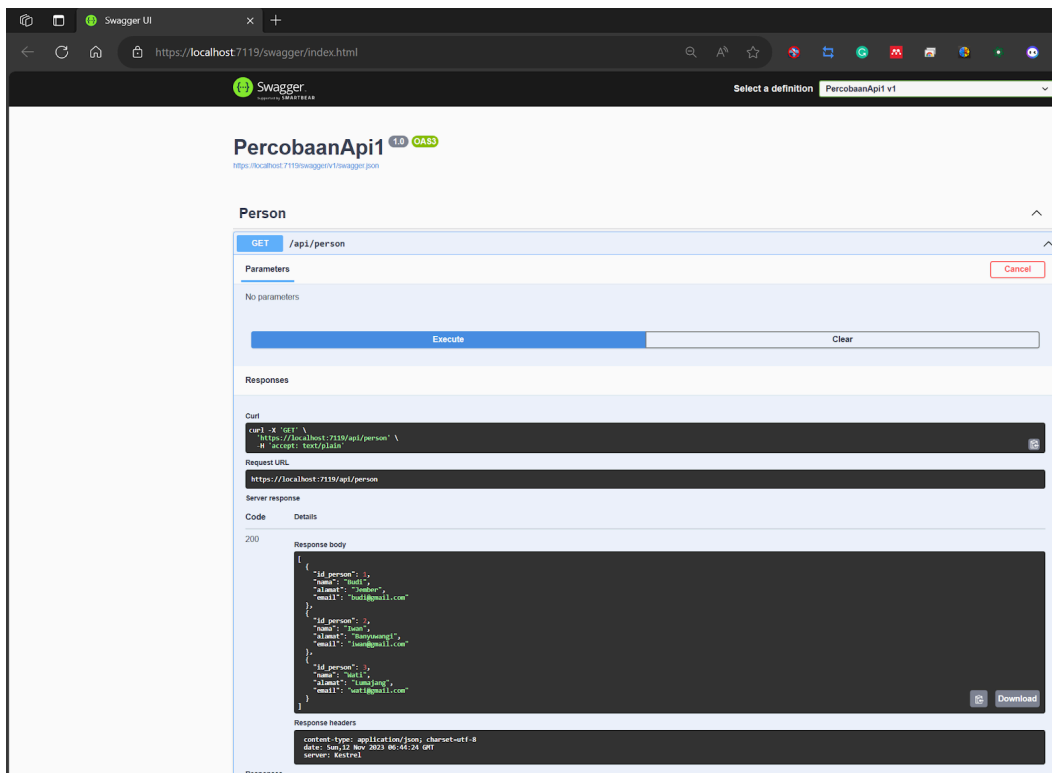 Swagger UI
https://localhost:7119/swagger/index.html
Swagger
Supported by SMARTBEAR
Select a definition
PercobaanApi1 v1
PercobaanApi1 1.0 OAS3
https://localhost:7119/swagger/v1/swagger.json
Person
GET /api/person
Parameters
Cancel
No parameters
Execute
Clear
Responses
Curl
curl -X 'GET' \
'https://localhost:7119/api/person' \
-H 'accept: text/plain'
Request URL
https://localhost:7119/api/person
Server response
Code Details
200
Response body
[
{
"id_person": 1,
"nama": "Budi",
"alamat": "Jember",
"email": "budi@gmail.com"
},
{
"id_person": 2,
"nama": "Iwan",
"alamat": "Banyuwangi",
"email": "iwan@gmail.com"
},
{
"id_person": 3,
"nama": "Wati",
"alamat": "Lumajang",
"email": "wati@gmail.com"
}
]
Download
Response headers
content-type: application/json; charset=utf-8
date: Sun,12 Nov 2023 06:44:24 GMT
server: Kestrel
Responses